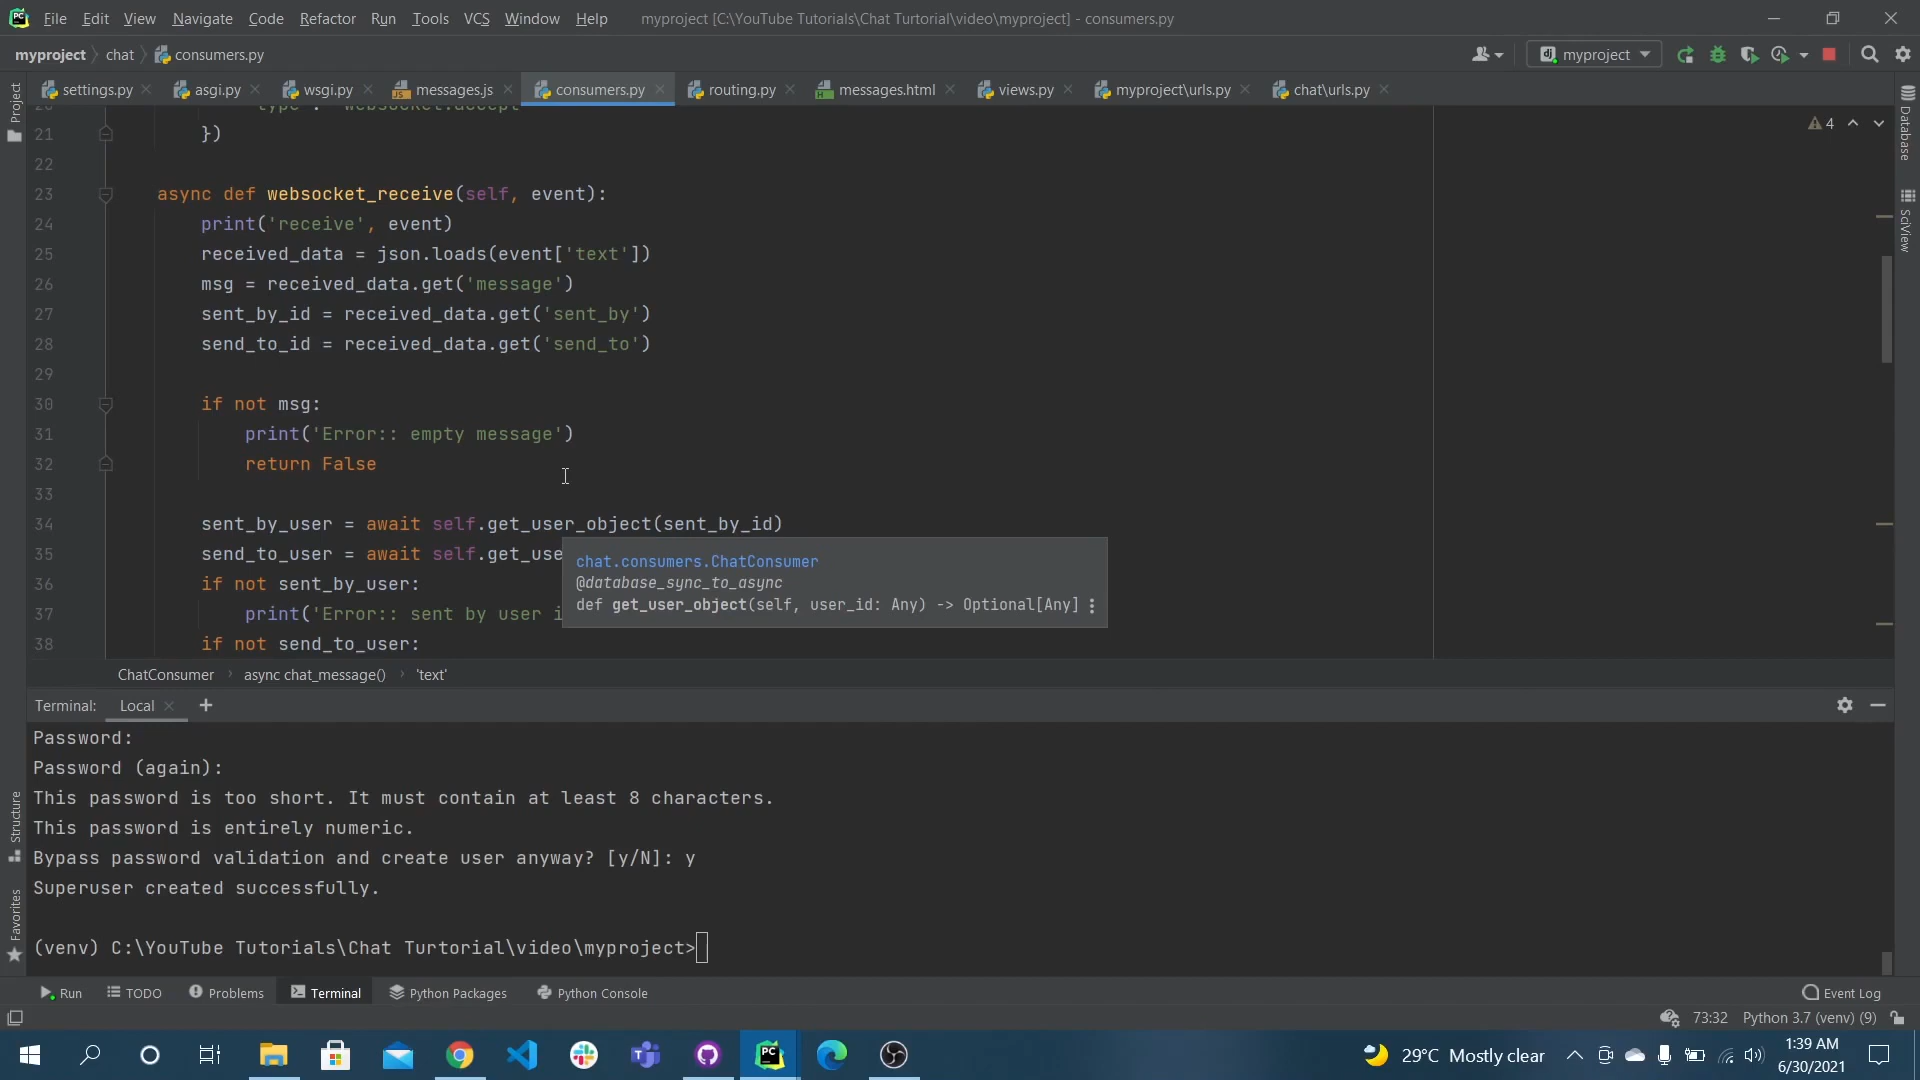 File Edit View Navigate Code Refactor Run Tools VCS Window Help myproject [C:\YouTube Tutorials\Chat Turtorial\video\myproject] - consumers.py
myproject chat consumers.py myproject
settings.py asgi.py wsgi.py messages.js consumers.py routing.py messages.html views.py myproject\urls.py chat\urls.py
Project
Database
SciView
4
21 })
22
23 async def websocket_receive(self, event):
24 print('receive', event)
25 received_data = json.loads(event['text'])
26 msg = received_data.get('message')
27 sent_by_id = received_data.get('sent_by')
28 send_to_id = received_data.get('send_to')
29
30 if not msg:
31 print('Error:: empty message')
32 return False
33
34 sent_by_user = await self.get_user_object(sent_by_id)
35 send_to_user = await self.get_use
36 if not sent_by_user:
37 print('Error:: sent by user i
38 if not send_to_user:
chat.consumers.ChatConsumer
@database_sync_to_async
def get_user_object(self, user_id: Any) -> Optional[Any]
ChatConsumer async chat_message() 'text'
Terminal: Local +
Password:
Password (again):
This password is too short. It must contain at least 8 characters.
This password is entirely numeric.
Bypass password validation and create user anyway? [y/N]: y
Superuser created successfully.
(venv) C:\YouTube Tutorials\Chat Turtorial\video\myproject>
Structure
Favorites
Run TODO Problems Terminal Python Packages Python Console Event Log
73:32 Python 3.7 (venv) (9)
29°C Mostly clear
1:39 AM
6/30/2021